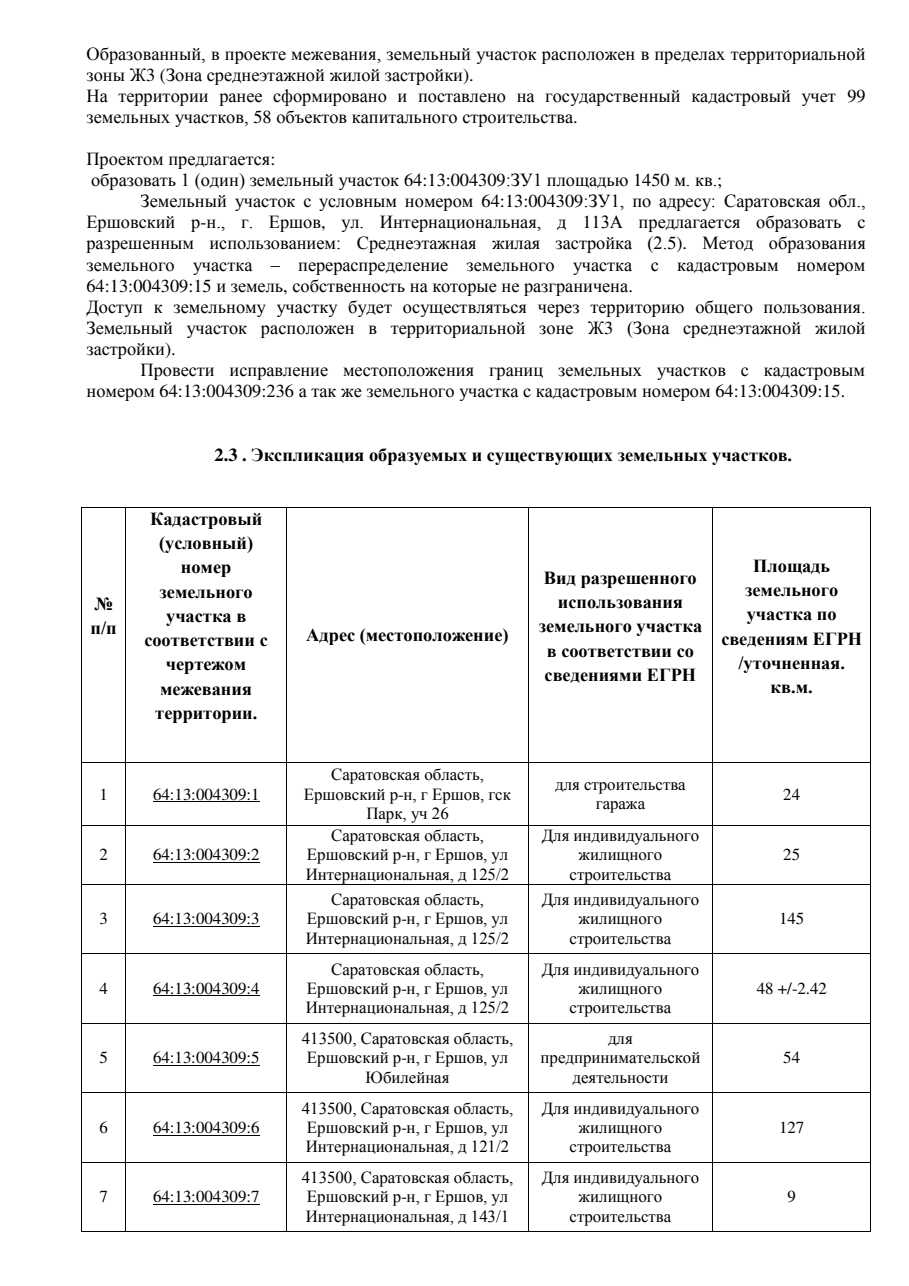 Образованный, в проекте межевания, земельный участок расположен в пределах территориальной
зоны Ж3 (Зона среднеэтажной жилой застройки).
На территории ранее сформировано и поставлено на государственный кадастровый учет 99
земельных участков, 58 объектов капитального строительства.
Проектом предлагается:
образовать 1 (один) земельный участок 64:13:004309:ЗУ1 площадью 1450 м. кв.;
Земельный участок с условным номером 64:13:004309:ЗУ1, по адресу: Саратовская обл.,
Ершовский р-н., г. Ершов, ул. Интернациональная, д 113А предлагается образовать с
разрешенным использованием: Среднеэтажная жилая застройка (2.5). Метод образования
земельного участка – перераспределение земельного участка с кадастровым номером
64:13:004309:15 и земель, собственность на которые не разграничена.
Доступ к земельному участку будет осуществляться через территорию общего пользования.
Земельный участок расположен в территориальной зоне Ж3 (Зона среднеэтажной жилой
застройки).
Провести исправление местоположения границ земельных участков с кадастровым
номером 64:13:004309:236 а так же земельного участка с кадастровым номером 64:13:004309:15.
2.3 . Экспликация образуемых и существующих земельных участков.
№
п/п
Кадастровый
(условный)
номер
земельного
участка в
соответствии с
чертежом
межевания
территории.
Адрес (местоположение)
Вид разрешенного
использования
земельного участка
в соответствии со
сведениями ЕГРН
Площадь
земельного
участка по
сведениям ЕГРН
/уточненная.
кв.м.
1
64:13:004309:1
Саратовская область,
Ершовский р-н, г Ершов, гск
Парк, уч 26
для строительства
гаража
24
2
64:13:004309:2
Саратовская область,
Ершовский р-н, г Ершов, ул
Интернациональная, д 125/2
Для индивидуального
жилищного
строительства
25
3
64:13:004309:3
Саратовская область,
Ершовский р-н, г Ершов, ул
Интернациональная, д 125/2
Для индивидуального
жилищного
строительства
145
4
64:13:004309:4
Саратовская область,
Ершовский р-н, г Ершов, ул
Интернациональная, д 125/2
Для индивидуального
жилищного
строительства
48 +/-2.42
5
64:13:004309:5
413500, Саратовская область,
Ершовский р-н, г Ершов, ул
Юбилейная
для
предпринимательской
деятельности
54
6
64:13:004309:6
413500, Саратовская область,
Ершовский р-н, г Ершов, ул
Интернациональная, д 121/2
Для индивидуального
жилищного
строительства
127
7
64:13:004309:7
413500, Саратовская область,
Ершовский р-н, г Ершов, ул
Интернациональная, д 143/1
Для индивидуального
жилищного
строительства
9